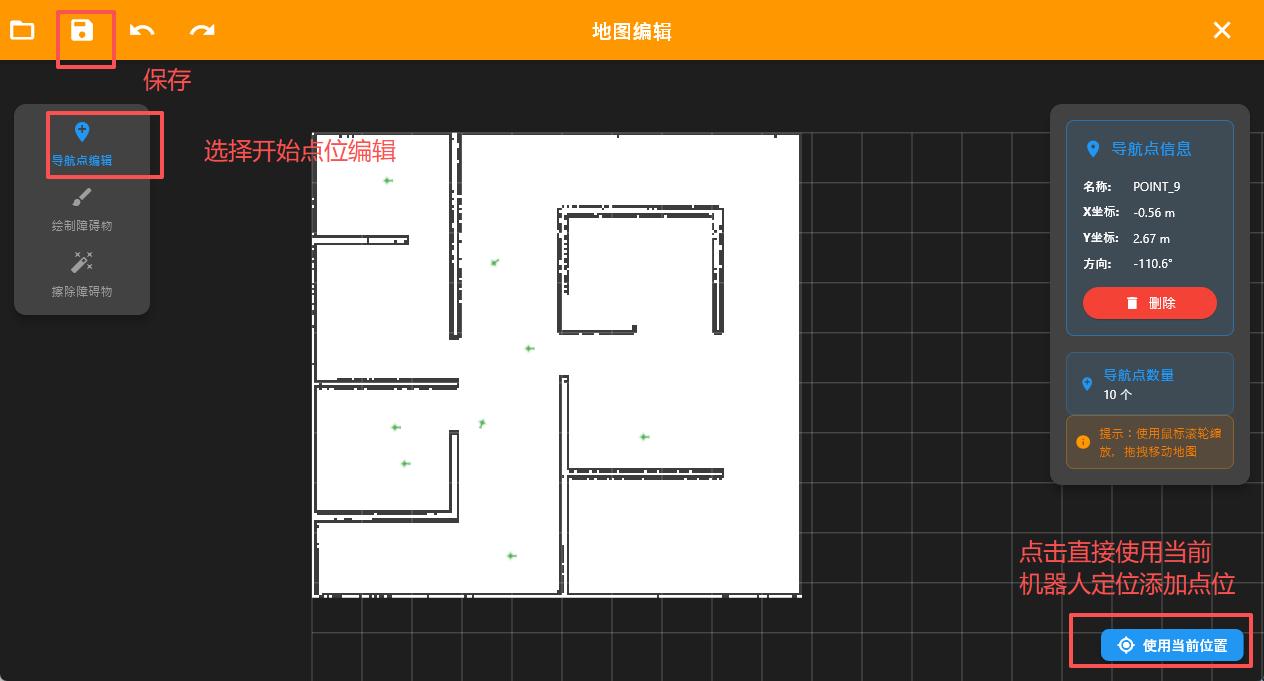 地图编辑
保存
导航点编辑
选择开始点位编辑
绘制障碍物
擦除障碍物
导航点信息
名称: POINT_9
X坐标: -0.56 m
Y坐标: 2.67 m
方向: -110.6°
删除
导航点数量
10 个
提示：使用鼠标滚轮缩
放，拖拽移动地图
点击直接使用当前
机器人定位添加点位
使用当前位置